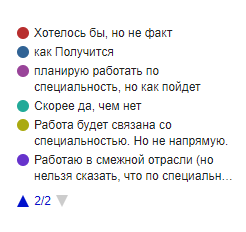 Хотелось бы, но не факт
как Получится
планирую работать по
специальность, но как пойдет
Скорее да, чем нет
Работа будет связана со
специальностью. Но не напрямую.
Работаю в смежной отрасли (но
нельзя сказать, что по специальн...
2/2